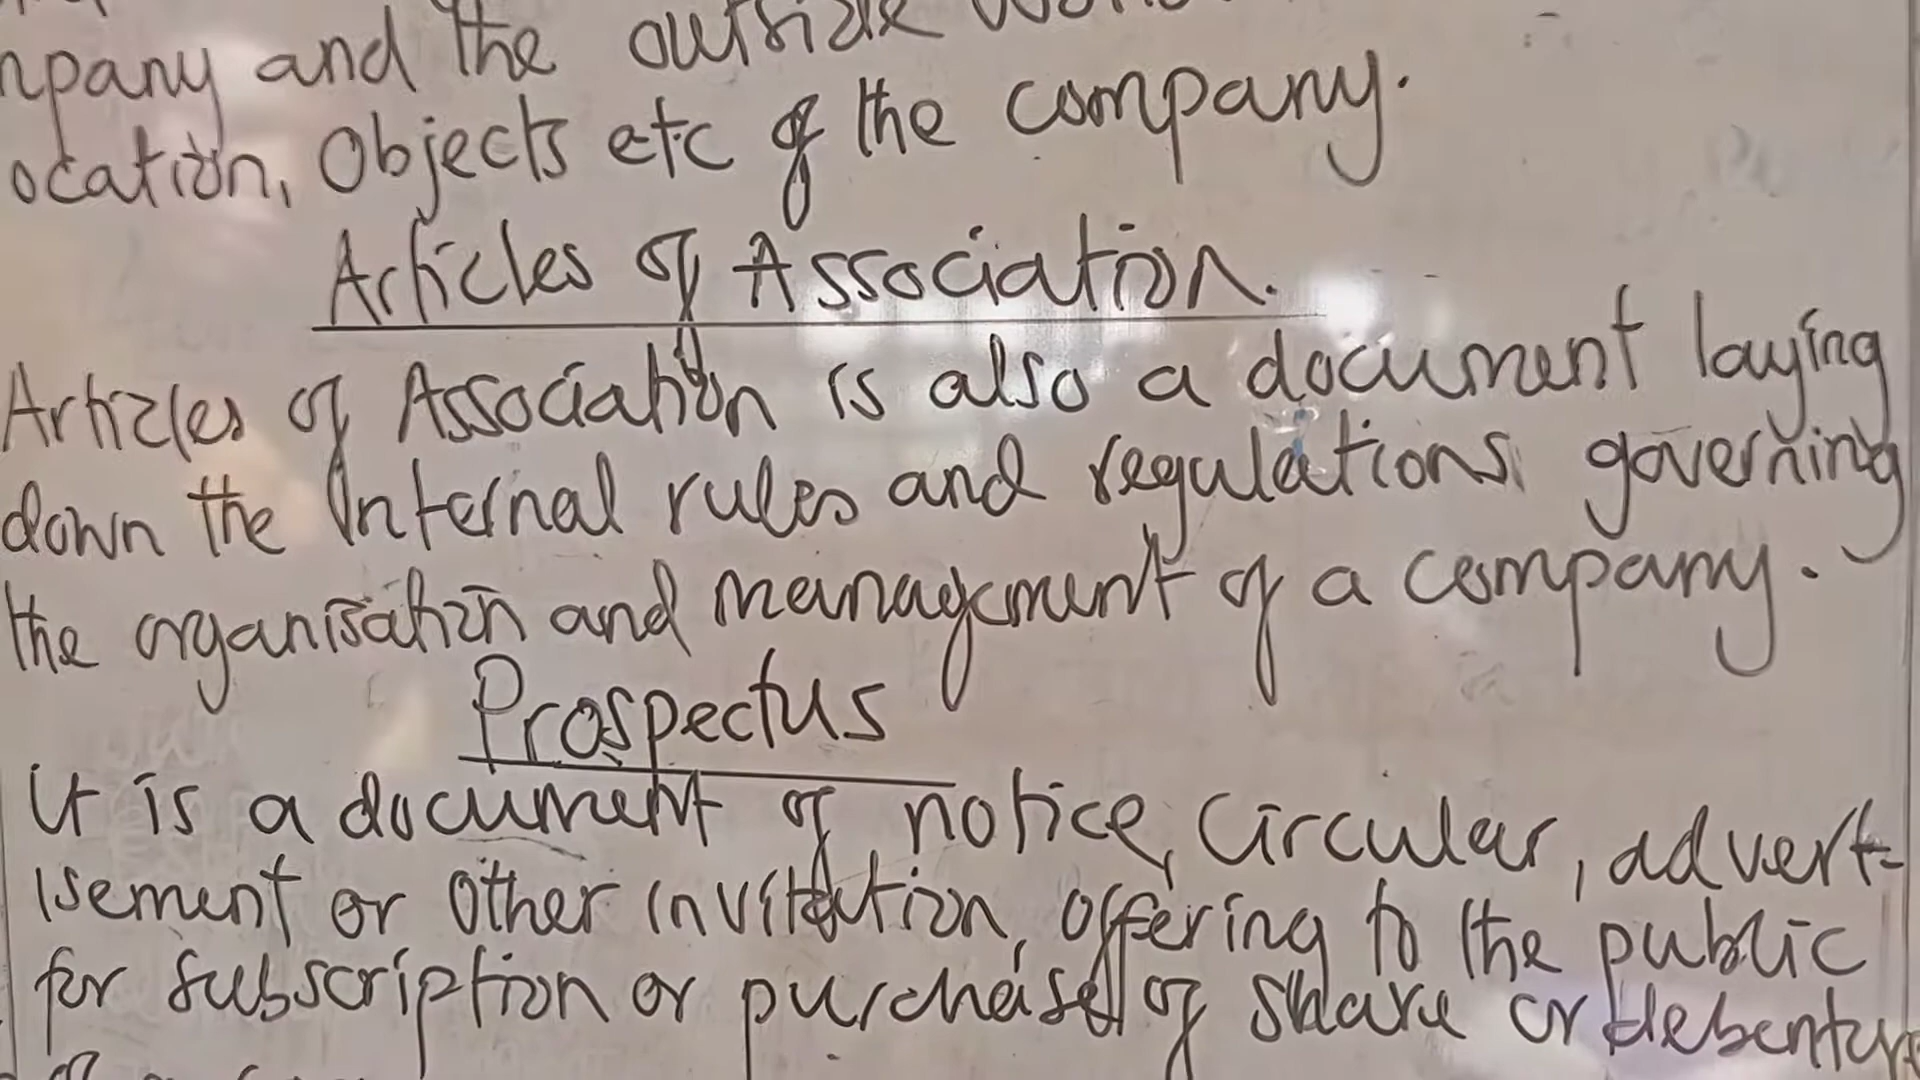 and the outside
ocation, Objects etc of the company.
Articles of Association.
Articles of Association is also a document laying
down the Internal rules and regulations governing
the organisation and management of a company.
Prospectus
it is a document of notice, Circular, advert-
isement or other invitation, offering to the public
for subscription or purchase of share or debenture